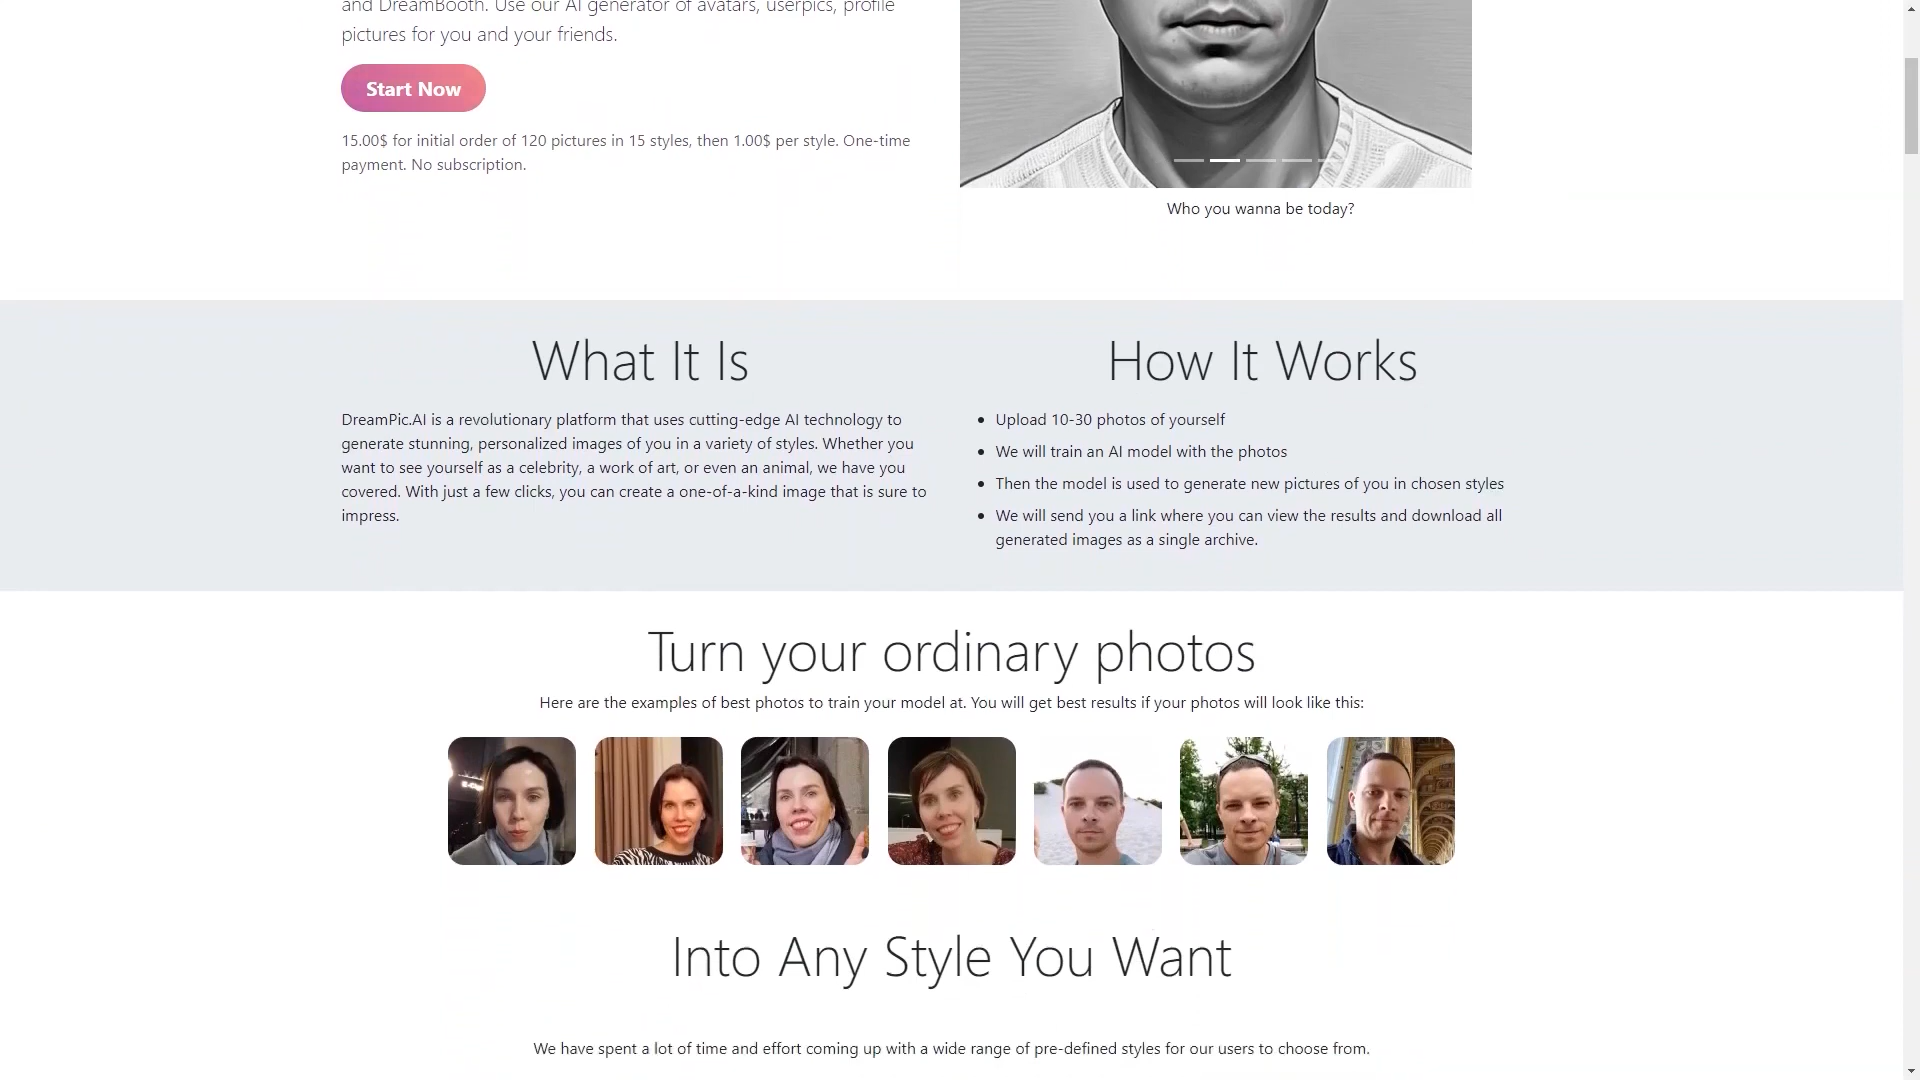 and DreamBooth. Use our AI generator of avatars, userpics, profile
pictures for you and your friends.
Start Now
15.00$ for initial order of 120 pictures in 15 styles, then 1.00$ per style. One-time
payment. No subscription.
Who you wanna be today?
What It Is
DreamPic.AI is a revolutionary platform that uses cutting-edge AI technology to
generate stunning, personalized images of you in a variety of styles. Whether you
want to see yourself as a celebrity, a work of art, or even an animal, we have you
covered. With just a few clicks, you can create a one-of-a-kind image that is sure to
impress.
How It Works
Upload 10-30 photos of yourself
We will train an AI model with the photos
Then the model is used to generate new pictures of you in chosen styles
We will send you a link where you can view the results and download all
generated images as a single archive.
Turn your ordinary photos
Here are the examples of best photos to train your model at. You will get best results if your photos will look like this:
Into Any Style You Want
We have spent a lot of time and effort coming up with a wide range of pre-defined styles for our users to choose from.